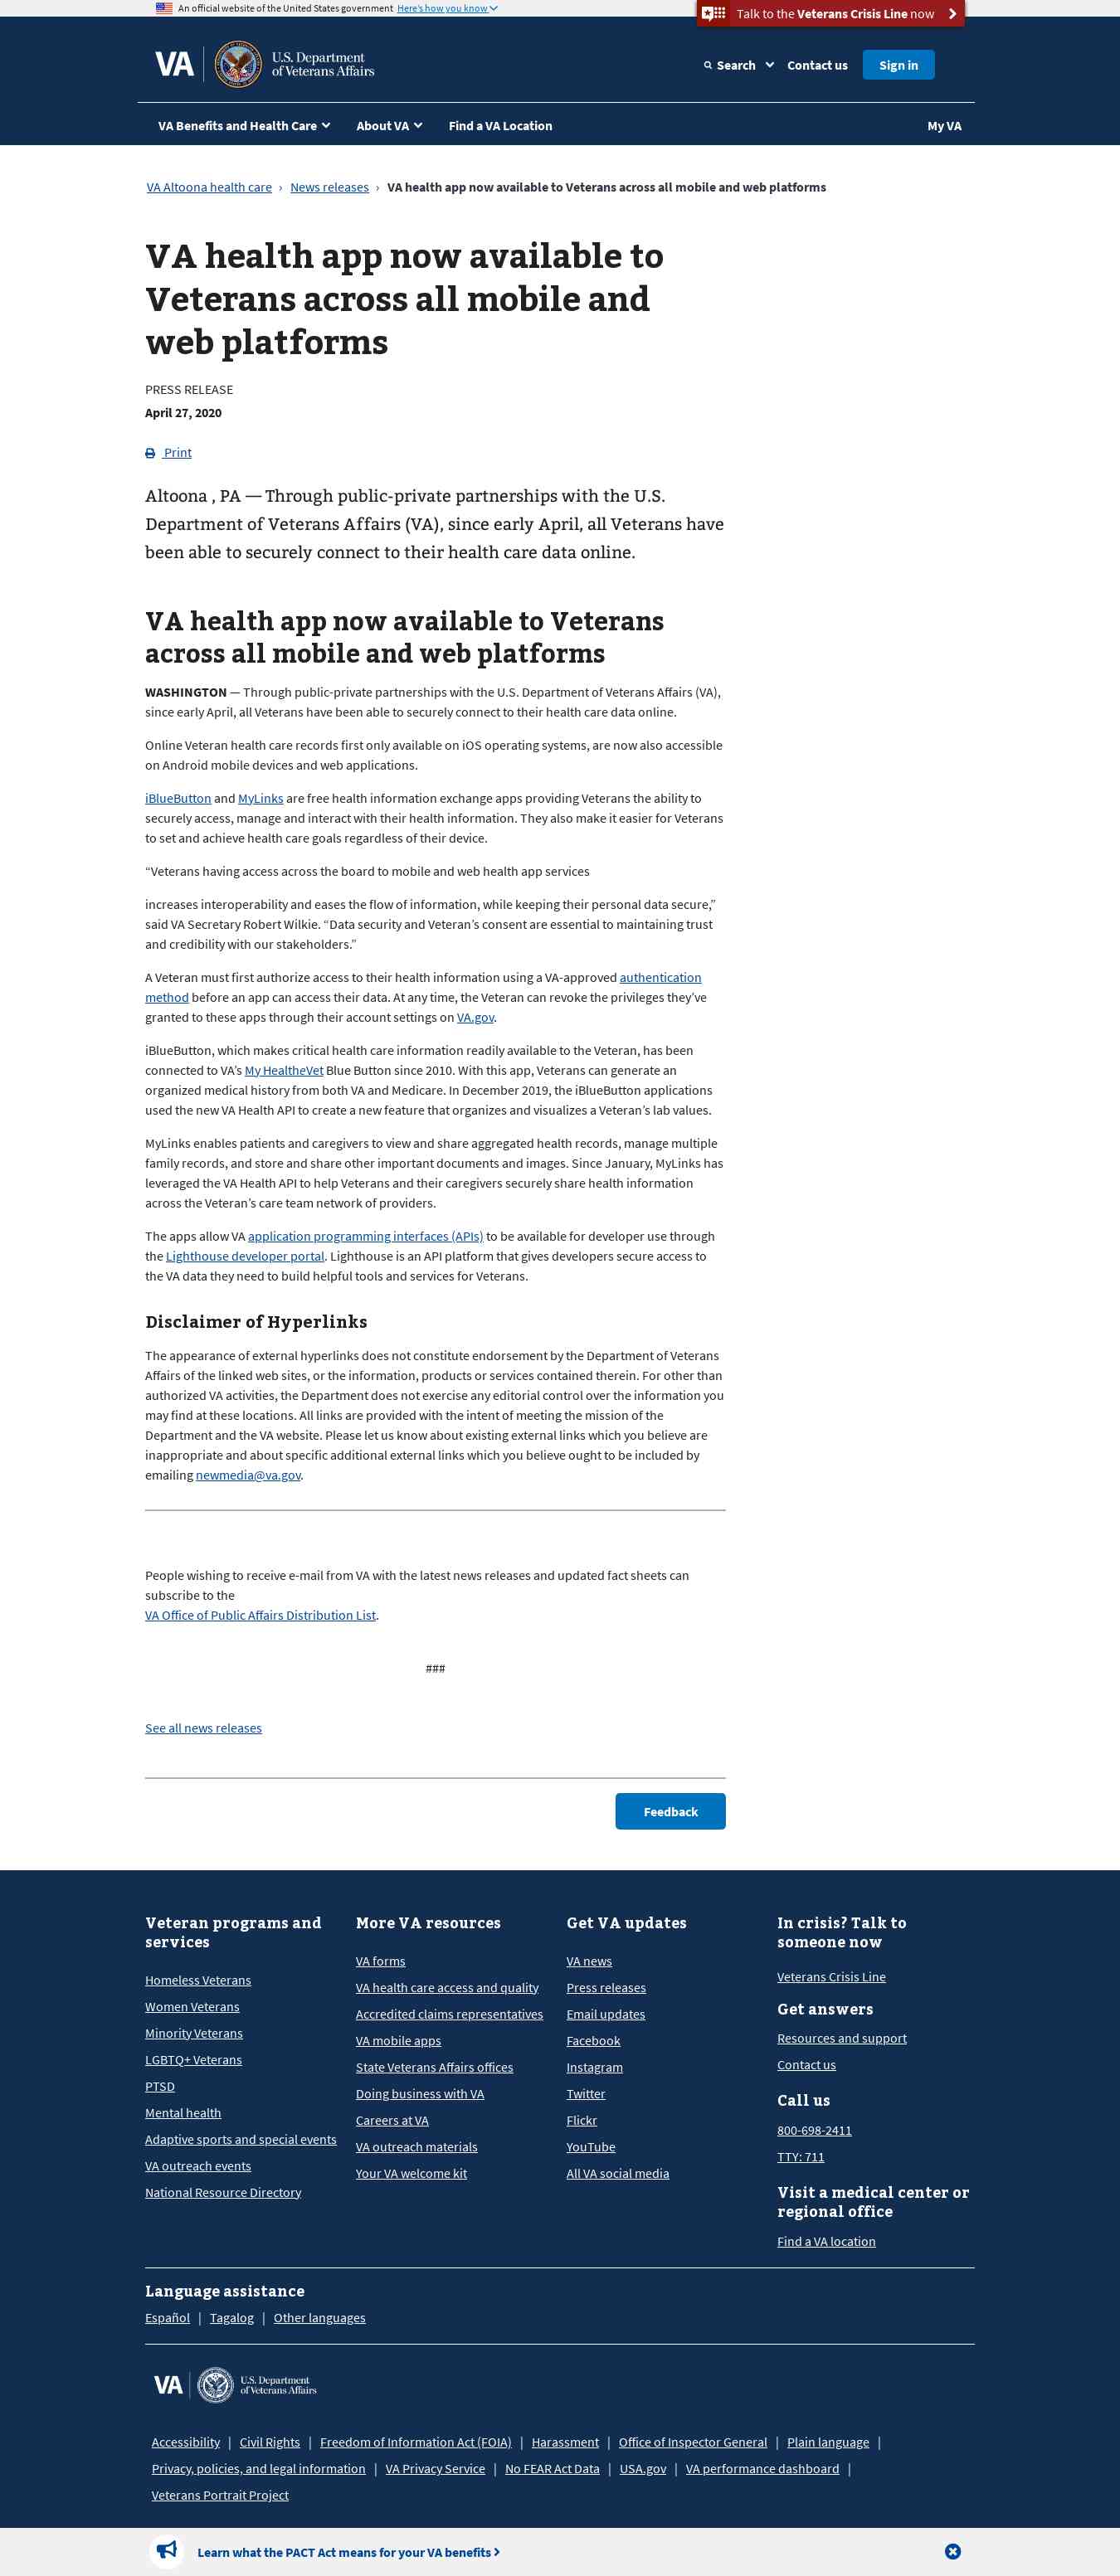 An official website of the United States government Here's how you know
Talk to the Veterans Crisis Line now
VA
U.S. Department
of Veterans Affairs
Search
Contact us
Sign in
VA Benefits and Health Care
About VA
Find a VA Location
My VA
VA Altoona health care › News releases › VA health app now available to Veterans across all mobile and web platforms
VA health app now available to
Veterans across all mobile and
web platforms
PRESS RELEASE
April 27, 2020
Print
Altoona , PA — Through public-private partnerships with the U.S.
Department of Veterans Affairs (VA), since early April, all Veterans have
been able to securely connect to their health care data online.
VA health app now available to Veterans
across all mobile and web platforms
WASHINGTON — Through public-private partnerships with the U.S. Department of Veterans Affairs (VA),
since early April, all Veterans have been able to securely connect to their health care data online.
Online Veteran health care records first only available on iOS operating systems, are now also accessible
on Android mobile devices and web applications.
iBlueButton and MyLinks are free health information exchange apps providing Veterans the ability to
securely access, manage and interact with their health information. They also make it easier for Veterans
to set and achieve health care goals regardless of their device.
“Veterans having access across the board to mobile and web health app services
increases interoperability and eases the flow of information, while keeping their personal data secure,”
said VA Secretary Robert Wilkie. “Data security and Veteran’s consent are essential to maintaining trust
and credibility with our stakeholders.”
A Veteran must first authorize access to their health information using a VA-approved authentication
method before an app can access their data. At any time, the Veteran can revoke the privileges they’ve
granted to these apps through their account settings on VA.gov.
iBlueButton, which makes critical health care information readily available to the Veteran, has been
connected to VA’s My HealtheVet Blue Button since 2010. With this app, Veterans can generate an
organized medical history from both VA and Medicare. In December 2019, the iBlueButton applications
used the new VA Health API to create a new feature that organizes and visualizes a Veteran’s lab values.
MyLinks enables patients and caregivers to view and share aggregated health records, manage multiple
family records, and store and share other important documents and images. Since January, MyLinks has
leveraged the VA Health API to help Veterans and their caregivers securely share health information
across the Veteran’s care team network of providers.
The apps allow VA application programming interfaces (APIs) to be available for developer use through
the Lighthouse developer portal. Lighthouse is an API platform that gives developers secure access to
the VA data they need to build helpful tools and services for Veterans.
Disclaimer of Hyperlinks
The appearance of external hyperlinks does not constitute endorsement by the Department of Veterans
Affairs of the linked web sites, or the information, products or services contained therein. For other than
authorized VA activities, the Department does not exercise any editorial control over the information you
may find at these locations. All links are provided with the intent of meeting the mission of the
Department and the VA website. Please let us know about existing external links which you believe are
inappropriate and about specific additional external links which you believe ought to be included by
emailing newmedia@va.gov.
People wishing to receive e-mail from VA with the latest news releases and updated fact sheets can
subscribe to the
VA Office of Public Affairs Distribution List.
###
See all news releases
Feedback
Veteran programs and
services
Homeless Veterans
Women Veterans
Minority Veterans
LGBTQ+ Veterans
PTSD
Mental health
Adaptive sports and special events
VA outreach events
National Resource Directory
More VA resources
VA forms
VA health care access and quality
Accredited claims representatives
VA mobile apps
State Veterans Affairs offices
Doing business with VA
Careers at VA
VA outreach materials
Your VA welcome kit
Get VA updates
VA news
Press releases
Email updates
Facebook
Instagram
Twitter
Flickr
YouTube
All VA social media
In crisis? Talk to
someone now
Veterans Crisis Line
Get answers
Resources and support
Contact us
Call us
800-698-2411
TTY: 711
Visit a medical center or
regional office
Find a VA location
Language assistance
Español | Tagalog | Other languages
VA
U.S. Department
of Veterans Affairs
Accessibility | Civil Rights | Freedom of Information Act (FOIA) | Harassment | Office of Inspector General | Plain language |
Privacy, policies, and legal information | VA Privacy Service | No FEAR Act Data | USA.gov | VA performance dashboard |
Veterans Portrait Project
Learn what the PACT Act means for your VA benefits